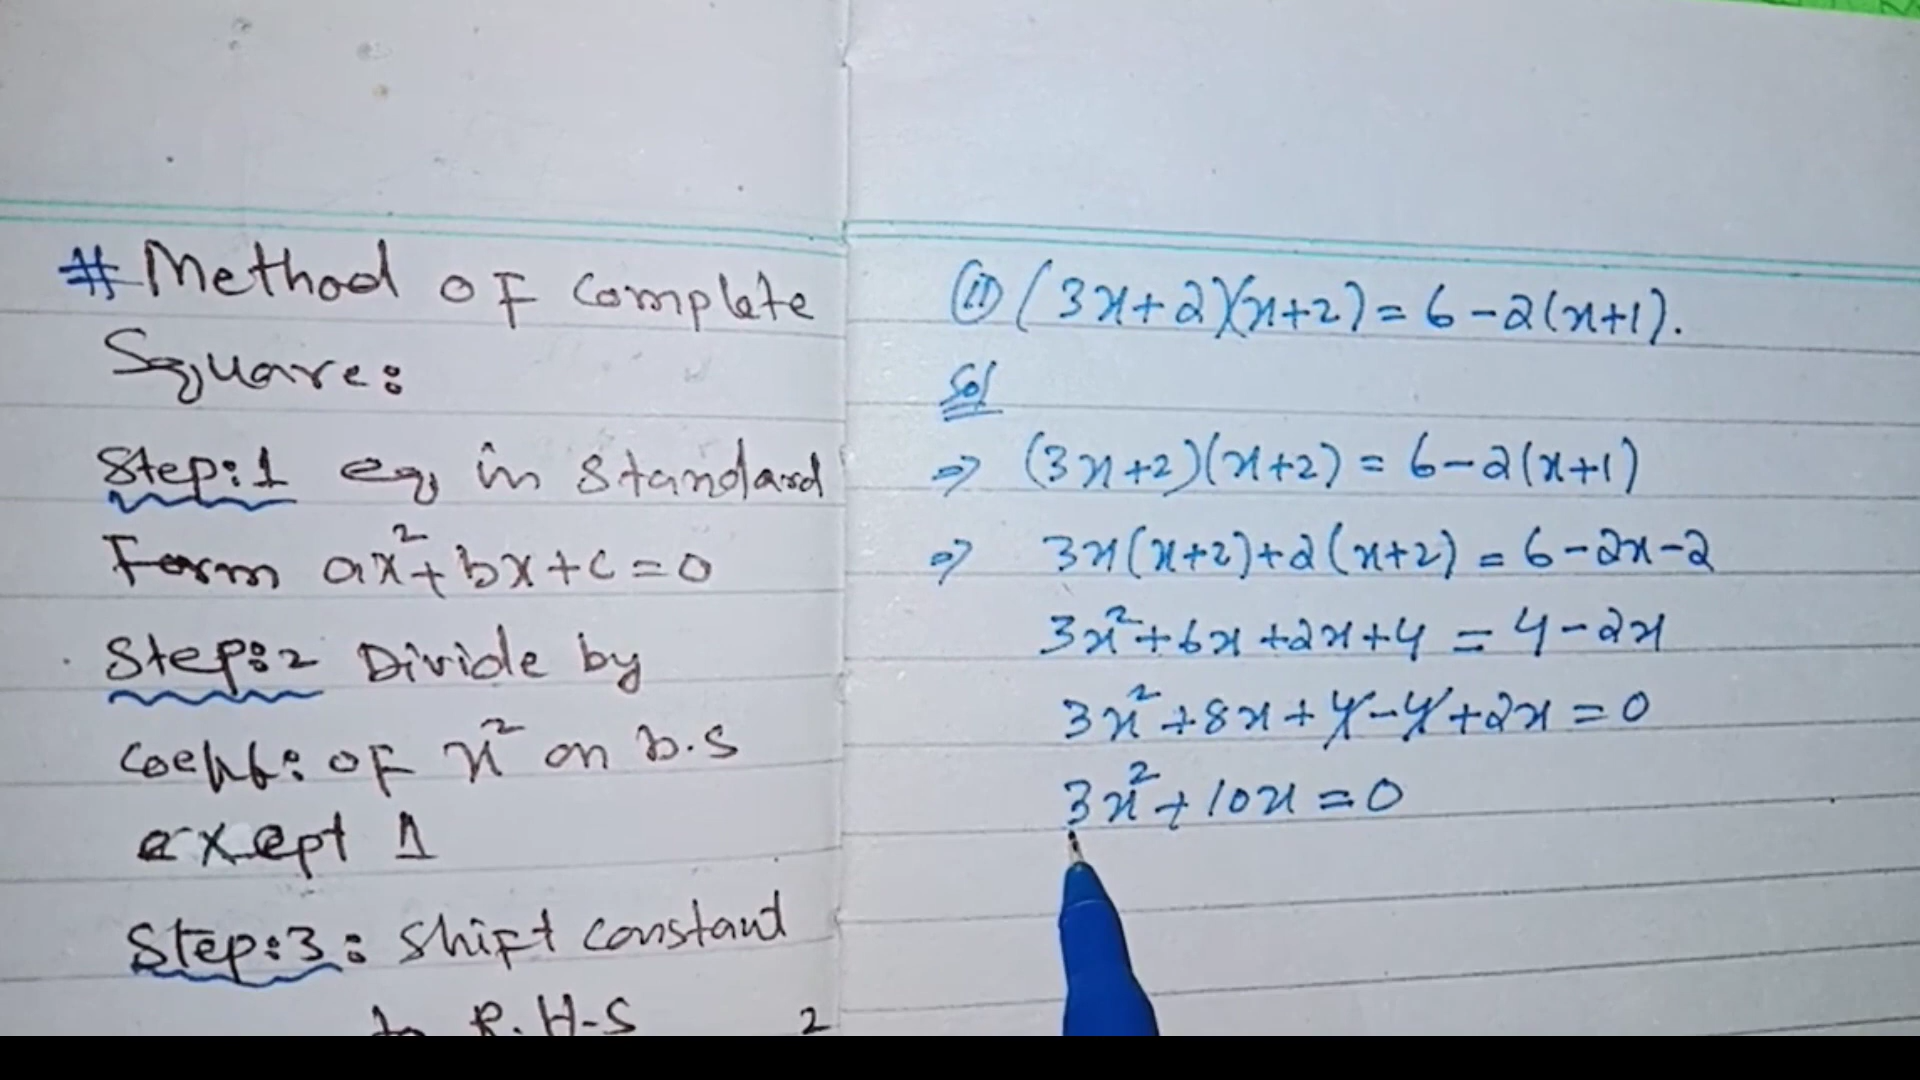 # Method of Complete
Square:
Step:1 eq in standard
Form ax²+bx+c=0
Step:2 Divide by
coeff: of x² on b.s
except 1
Step:3: Shift constant
to R.H-S
2
(ii) (3x+2)(x+2)=6-2(x+1).
Sol
⇒ (3x+2)(x+2)=6-2(x+1)
⇒ 3x(x+2)+2(x+2)=6-2x-2
3x²+6x+2x+4=4-2x
3x²+8x+4-4+2x=0
3x²+10x=0